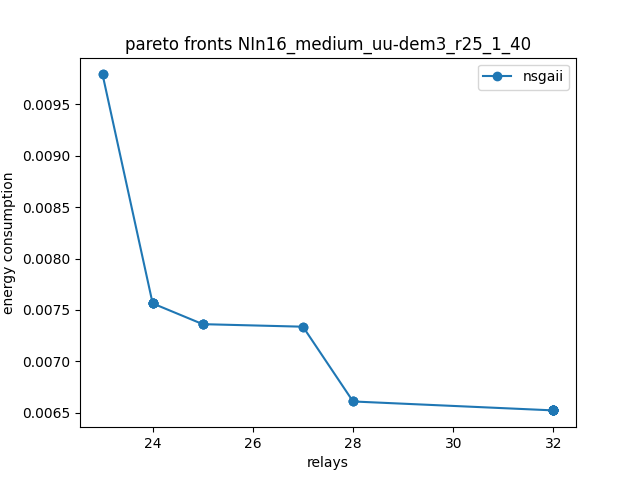 pareto fronts NIn16_medium_uu-dem3_r25_1_40
nsgaii
0.0095
0.0090
0.0085
0.0080
0.0075
0.0070
0.0065
energy consumption
24 26 28 30 32
relays